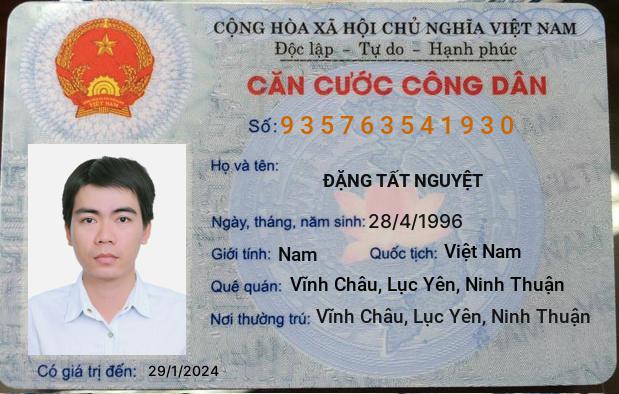 CỘNG HÒA XÃ HỘI CHỦ NGHĨA VIỆT NAM
Độc lập - Tự do - Hạnh phúc
CĂN CƯỚC CÔNG DÂN
Số: 935763541930
Họ và tên:
ĐẶNG TẤT NGUYỆT
Ngày, tháng, năm sinh: 28/4/1996
Giới tính: Nam Quốc tịch: Việt Nam
Quê quán: Vĩnh Châu, Lục Yên, Ninh Thuận
Nơi thường trú: Vĩnh Châu, Lục Yên, Ninh Thuận
Có giá trị đến: 29/1/2024